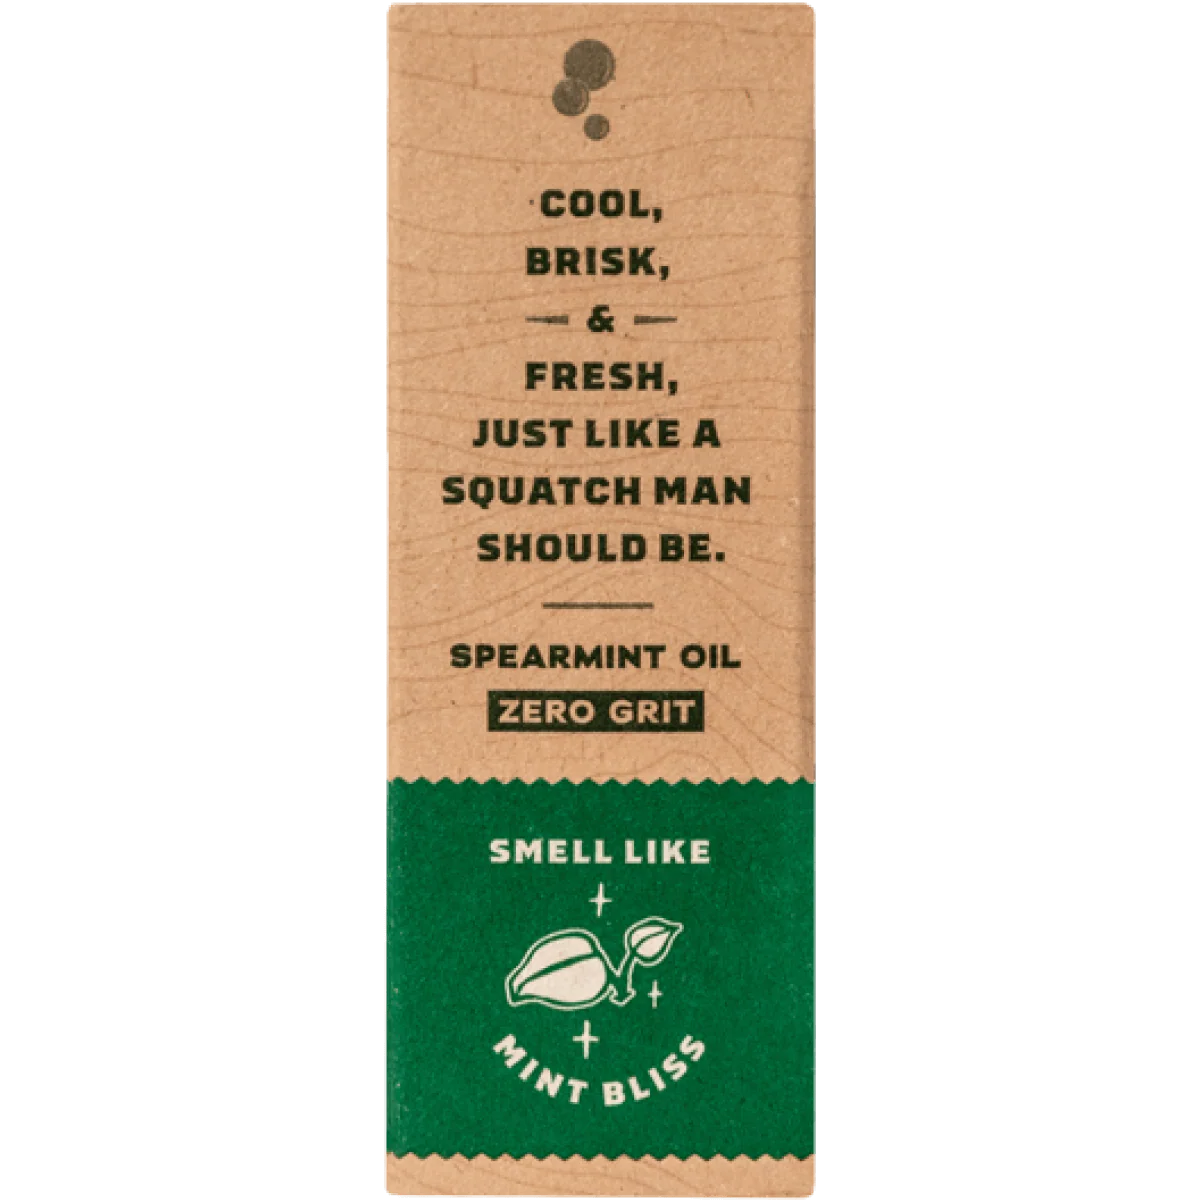 COOL,
BRISK,
&
FRESH,
JUST LIKE A
SQUATCH MAN
SHOULD BE.
SPEARMINT OIL
ZERO GRIT
SMELL LIKE
MINT BLISS